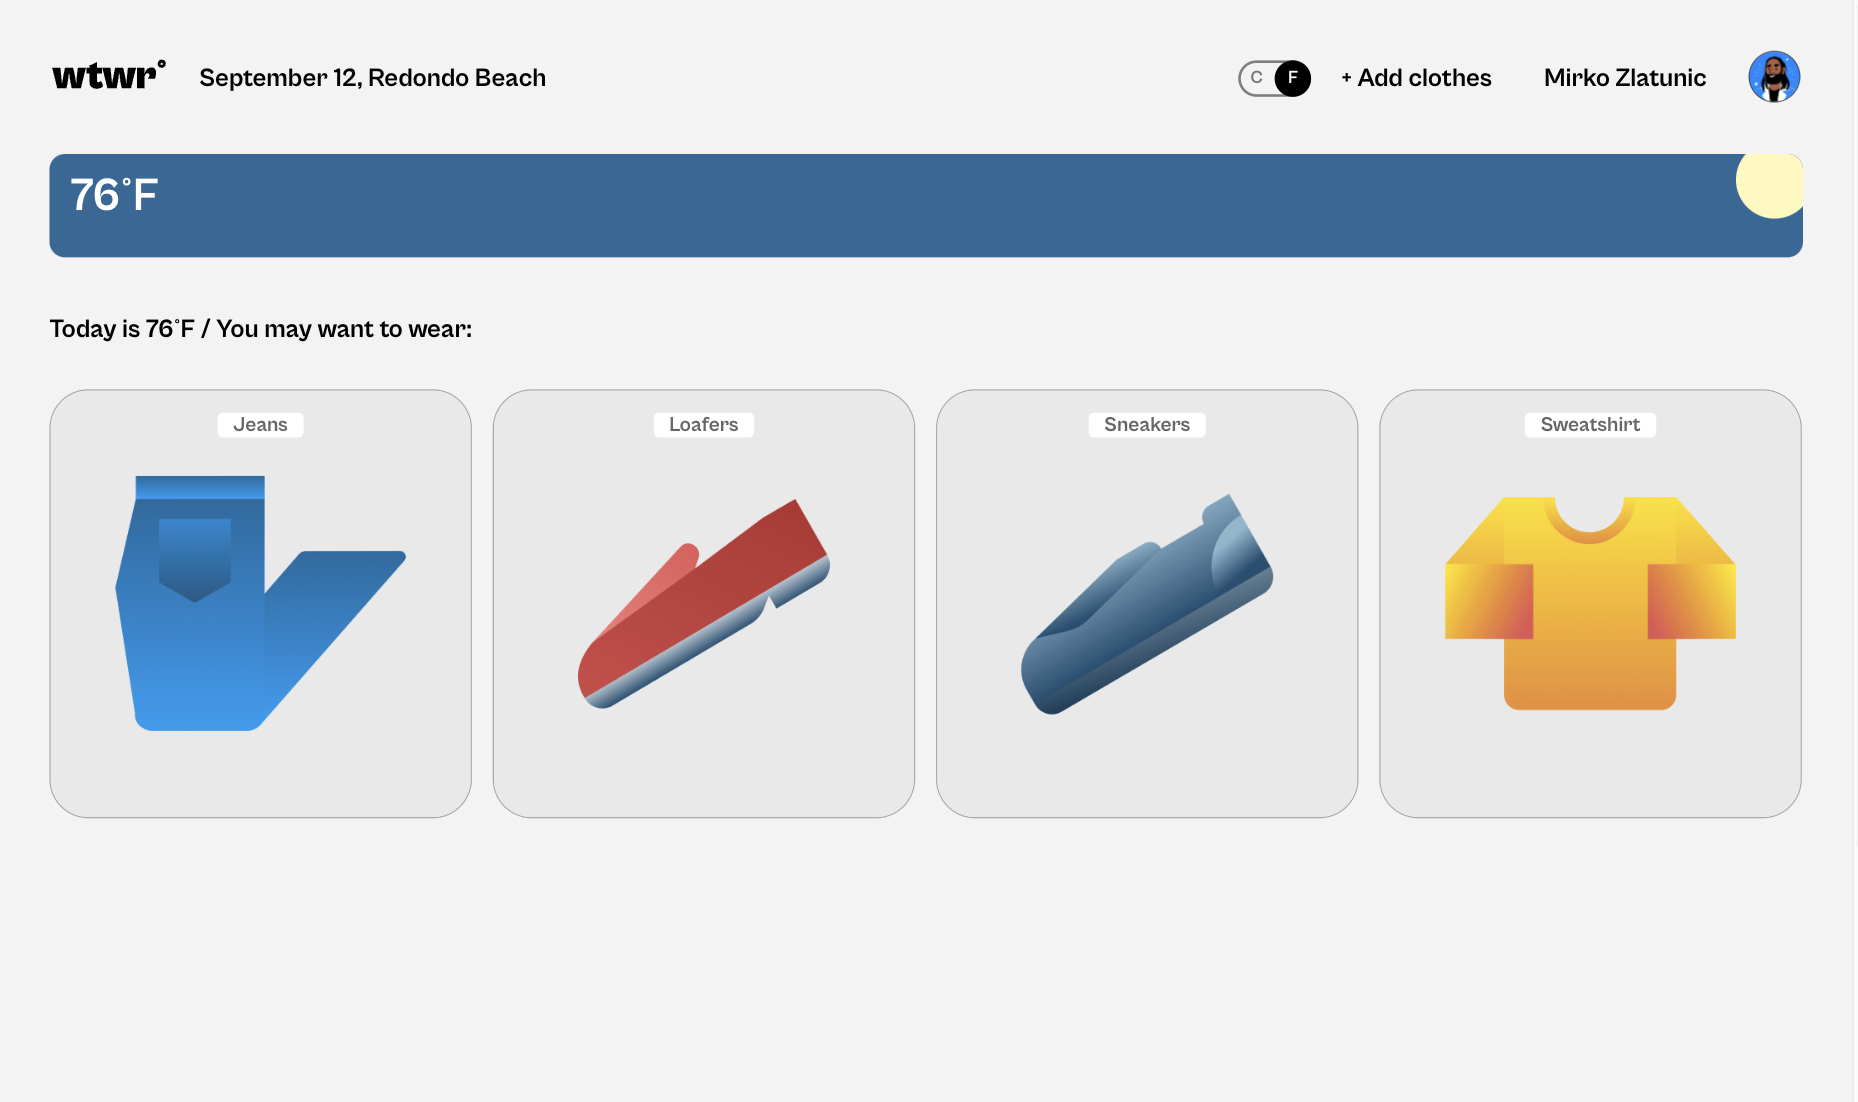 wtwr°
September 12, Redondo Beach
C F
+ Add clothes
Mirko Zlatunic
76°F
Today is 76°F / You may want to wear:
Jeans
Loafers
Sneakers
Sweatshirt